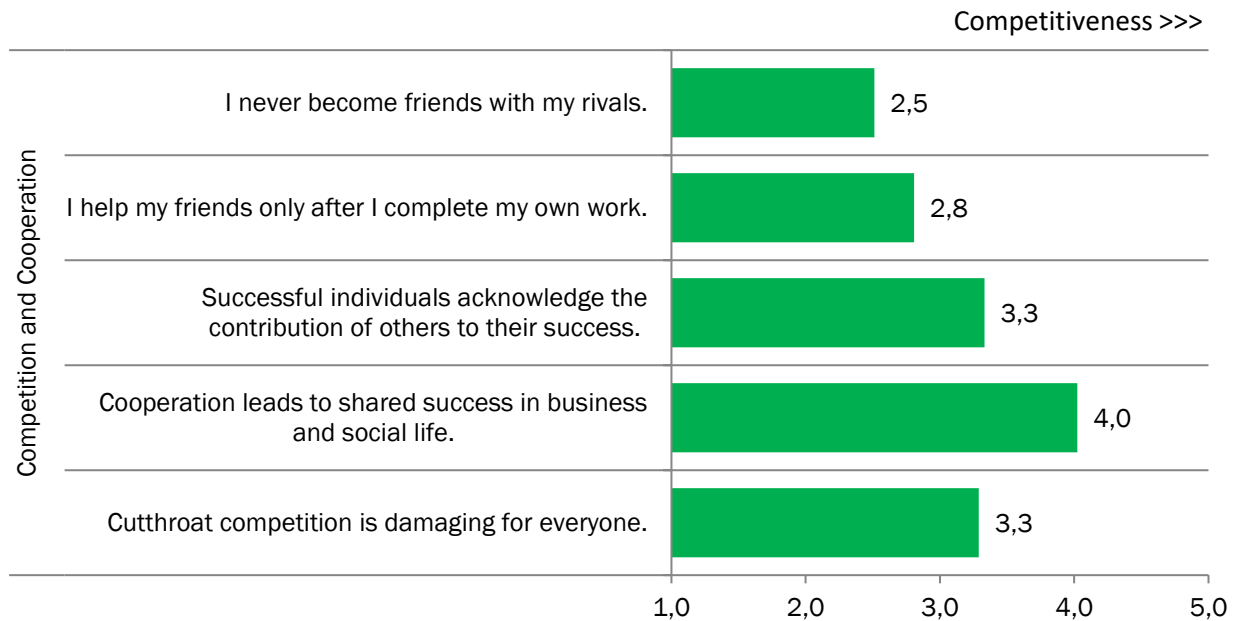 Competitiveness >>>
Competition and Cooperation
I never become friends with my rivals.
2,5
I help my friends only after I complete my own work.
2,8
Successful individuals acknowledge the
contribution of others to their success.
3,3
Cooperation leads to shared success in business
and social life.
4,0
Cutthroat competition is damaging for everyone.
3,3
1,0 2,0 3,0 4,0 5,0